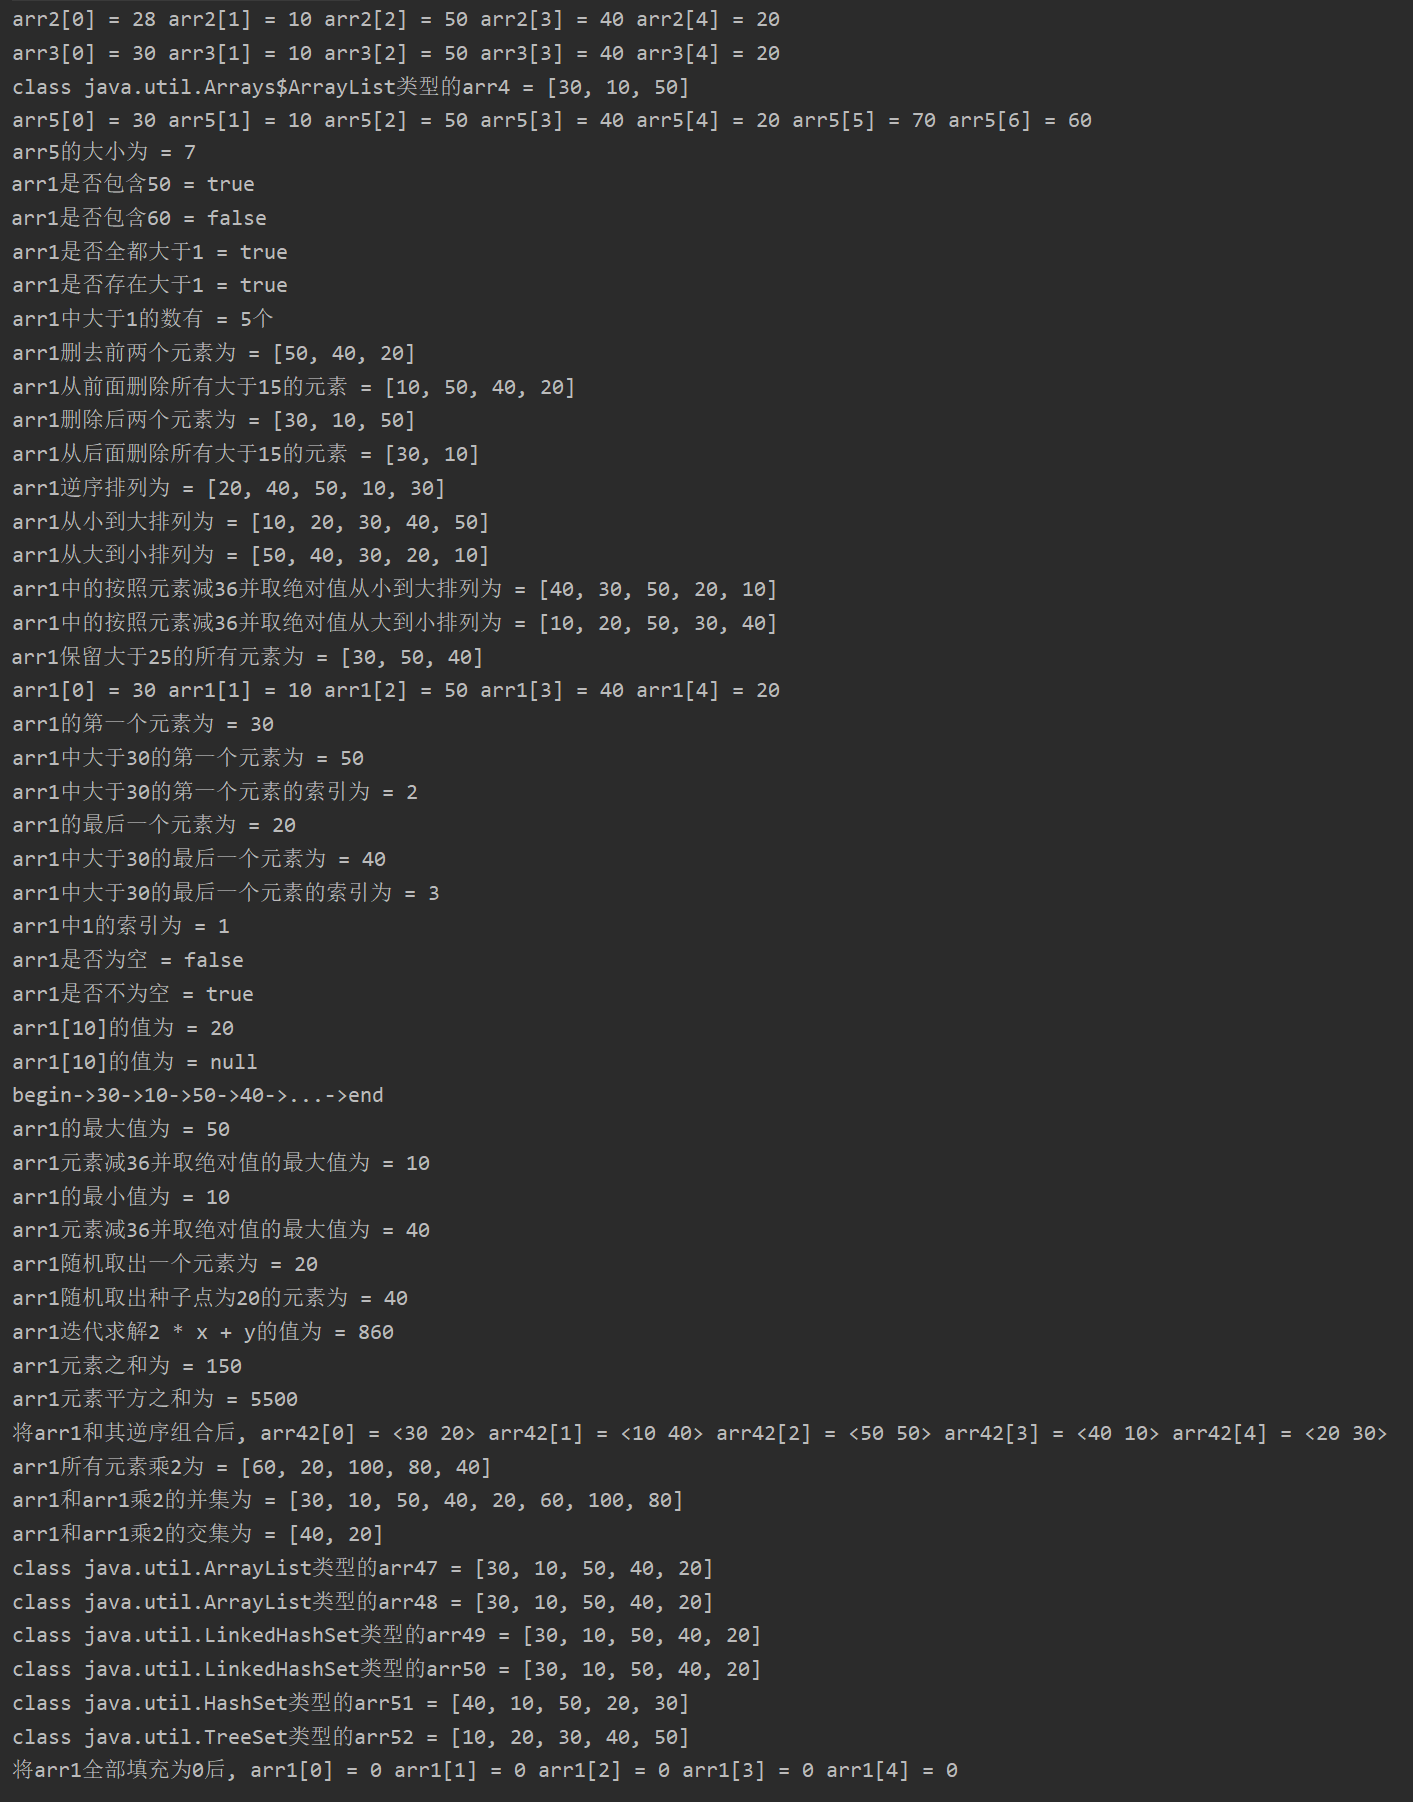 arr2[0] = 28 arr2[1] = 10 arr2[2] = 50 arr2[3] = 40 arr2[4] = 20
arr3[0] = 30 arr3[1] = 10 arr3[2] = 50 arr3[3] = 40 arr3[4] = 20
class java.util.Arrays$ArrayList类型的arr4 = [30, 10, 50]
arr5[0] = 30 arr5[1] = 10 arr5[2] = 50 arr5[3] = 40 arr5[4] = 20 arr5[5] = 70 arr5[6] = 60
arr5的大小为 = 7
arr1是否包含50 = true
arr1是否包含60 = false
arr1是否全都大于1 = true
arr1是否存在大于1 = true
arr1中大于1的数有 = 5个
arr1删去前两个元素为 = [50, 40, 20]
arr1从前面删除所有大于15的元素 = [10, 50, 40, 20]
arr1删除后两个元素为 = [30, 10, 50]
arr1从后面删除所有大于15的元素 = [30, 10]
arr1逆序排列为 = [20, 40, 50, 10, 30]
arr1从小到大排列为 = [10, 20, 30, 40, 50]
arr1从大到小排列为 = [50, 40, 30, 20, 10]
arr1中的按照元素减36并取绝对值从小到大排列为 = [40, 30, 50, 20, 10]
arr1中的按照元素减36并取绝对值从大到小排列为 = [10, 20, 50, 30, 40]
arr1保留大于25的所有元素为 = [30, 50, 40]
arr1[0] = 30 arr1[1] = 10 arr1[2] = 50 arr1[3] = 40 arr1[4] = 20
arr1的第一个元素为 = 30
arr1中大于30的第一个元素为 = 50
arr1中大于30的第一个元素的索引为 = 2
arr1的最后一个元素为 = 20
arr1中大于30的最后一个元素为 = 40
arr1中大于30的最后一个元素的索引为 = 3
arr1中1的索引为 = 1
arr1是否为空 = false
arr1是否不为空 = true
arr1[10]的值为 = 20
arr1[10]的值为 = null
begin->30->10->50->40->...->end
arr1的最大值为 = 50
arr1元素减36并取绝对值的最大值为 = 10
arr1的最小值为 = 10
arr1元素减36并取绝对值的最大值为 = 40
arr1随机取出一个元素为 = 20
arr1随机取出种子点为20的元素为 = 40
arr1迭代求解2 * x + y的值为 = 860
arr1元素之和为 = 150
arr1元素平方之和为 = 5500
将arr1和其逆序组合后, arr42[0] = <30 20> arr42[1] = <10 40> arr42[2] = <50 50> arr42[3] = <40 10> arr42[4] = <20 30>
arr1所有元素乘2为 = [60, 20, 100, 80, 40]
arr1和arr1乘2的并集为 = [30, 10, 50, 40, 20, 60, 100, 80]
arr1和arr1乘2的交集为 = [40, 20]
class java.util.ArrayList类型的arr47 = [30, 10, 50, 40, 20]
class java.util.ArrayList类型的arr48 = [30, 10, 50, 40, 20]
class java.util.LinkedHashSet类型的arr49 = [30, 10, 50, 40, 20]
class java.util.LinkedHashSet类型的arr50 = [30, 10, 50, 40, 20]
class java.util.HashSet类型的arr51 = [40, 10, 50, 20, 30]
class java.util.TreeSet类型的arr52 = [10, 20, 30, 40, 50]
将arr1全部填充为0后, arr1[0] = 0 arr1[1] = 0 arr1[2] = 0 arr1[3] = 0 arr1[4] = 0